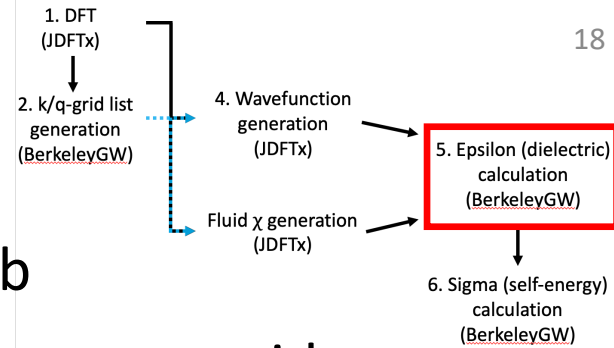 1. DFT
(JDFTx)
18
2. k/q-grid list
generation
(BerkeleyGW)
4. Wavefunction
generation
(JDFTx)
5. Epsilon (dielectric)
calculation
(BerkeleyGW)
Fluid χ generation
(JDFTx)
b
6. Sigma (self-energy)
calculation
(BerkeleyGW)